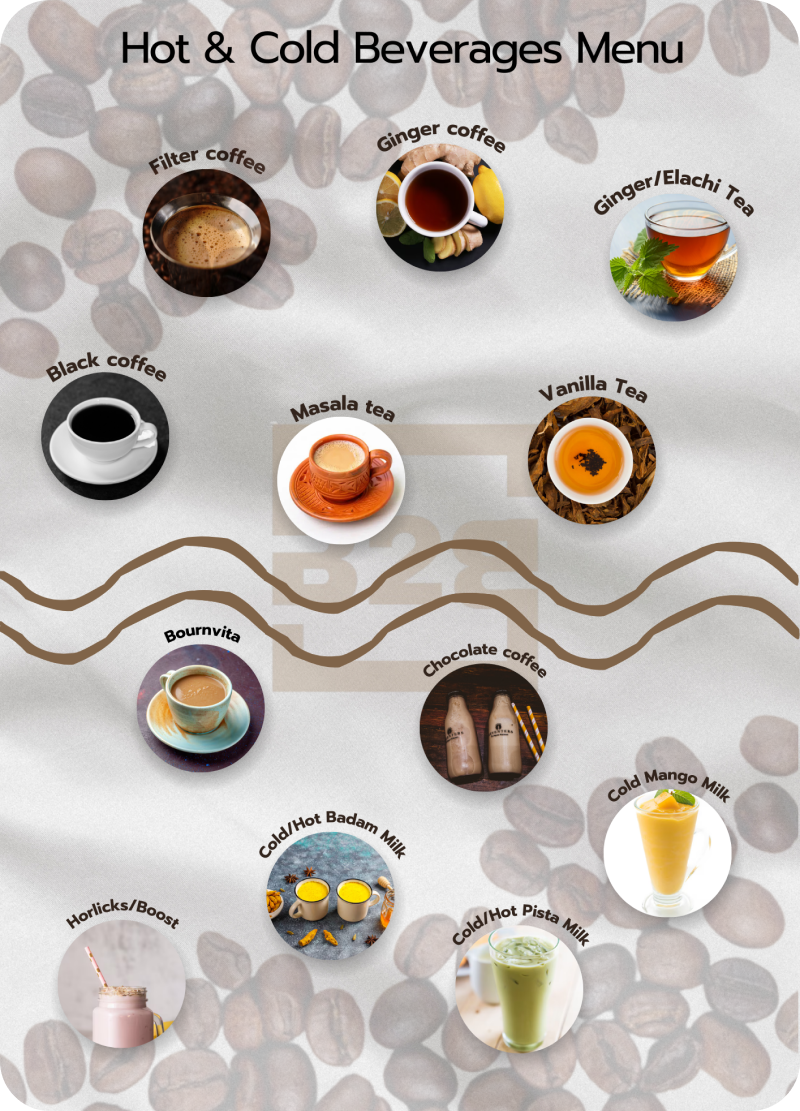 Hot & Cold Beverages Menu
Filter coffee
Ginger coffee
Ginger/Elachi Tea
Black coffee
Masala tea
Vanilla Tea
B2B
Bournvita
Chocolate coffee
Cold Mango Milk
Cold/Hot Badam Milk
Horlicks/Boost
Cold/Hot Pista Milk